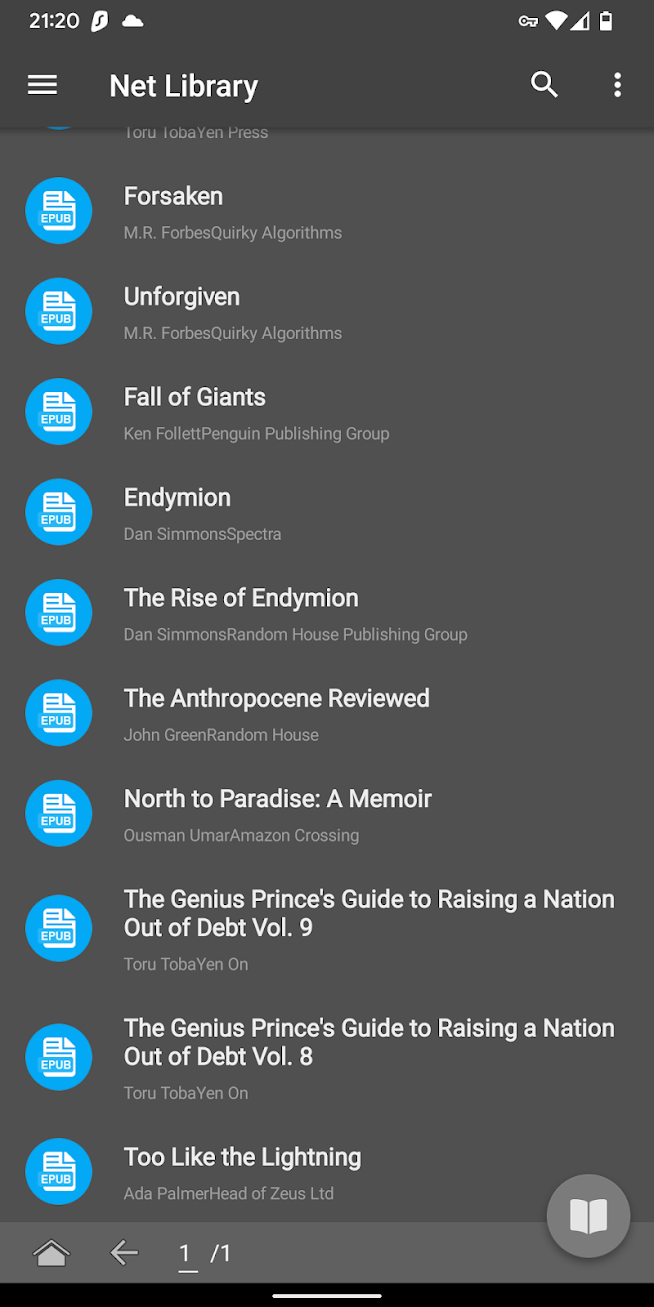 21:20
Net Library
Toru TobaYen Press
EPUB
Forsaken
M.R. ForbesQuirky Algorithms
EPUB
Unforgiven
M.R. ForbesQuirky Algorithms
EPUB
Fall of Giants
Ken FollettPenguin Publishing Group
EPUB
Endymion
Dan SimmonsSpectra
EPUB
The Rise of Endymion
Dan SimmonsRandom House Publishing Group
EPUB
The Anthropocene Reviewed
John GreenRandom House
EPUB
North to Paradise: A Memoir
Ousman UmarAmazon Crossing
EPUB
The Genius Prince's Guide to Raising a Nation
Out of Debt Vol. 9
Toru TobaYen On
EPUB
The Genius Prince's Guide to Raising a Nation
Out of Debt Vol. 8
Toru TobaYen On
EPUB
Too Like the Lightning
Ada PalmerHead of Zeus Ltd
EPUB
1 /1